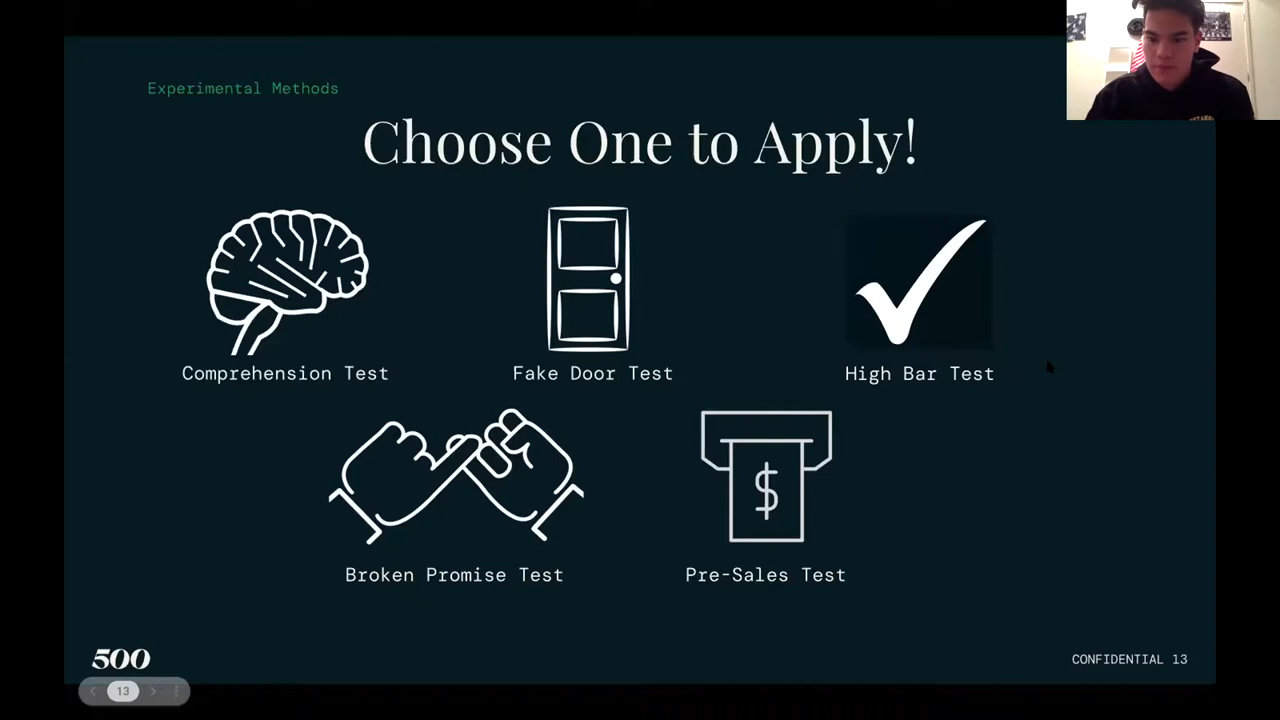 Experimental Methods
Choose One to Apply!
Comprehension Test
Fake Door Test
High Bar Test
$
Broken Promise Test
Pre-Sales Test
500
CONFIDENTIAL 13
13